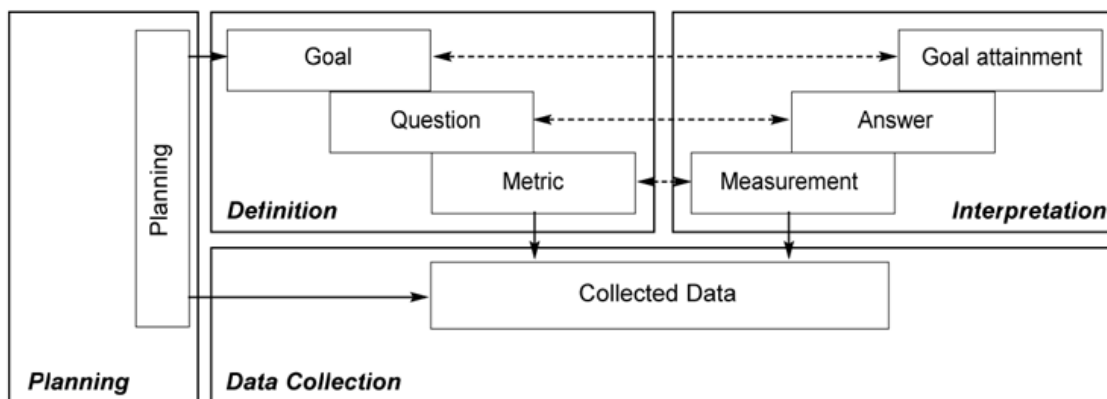 Goal
Goal attainment
Question
Answer
Metric
Measurement
Definition
Interpretation
Planning
Collected Data
Planning
Data Collection